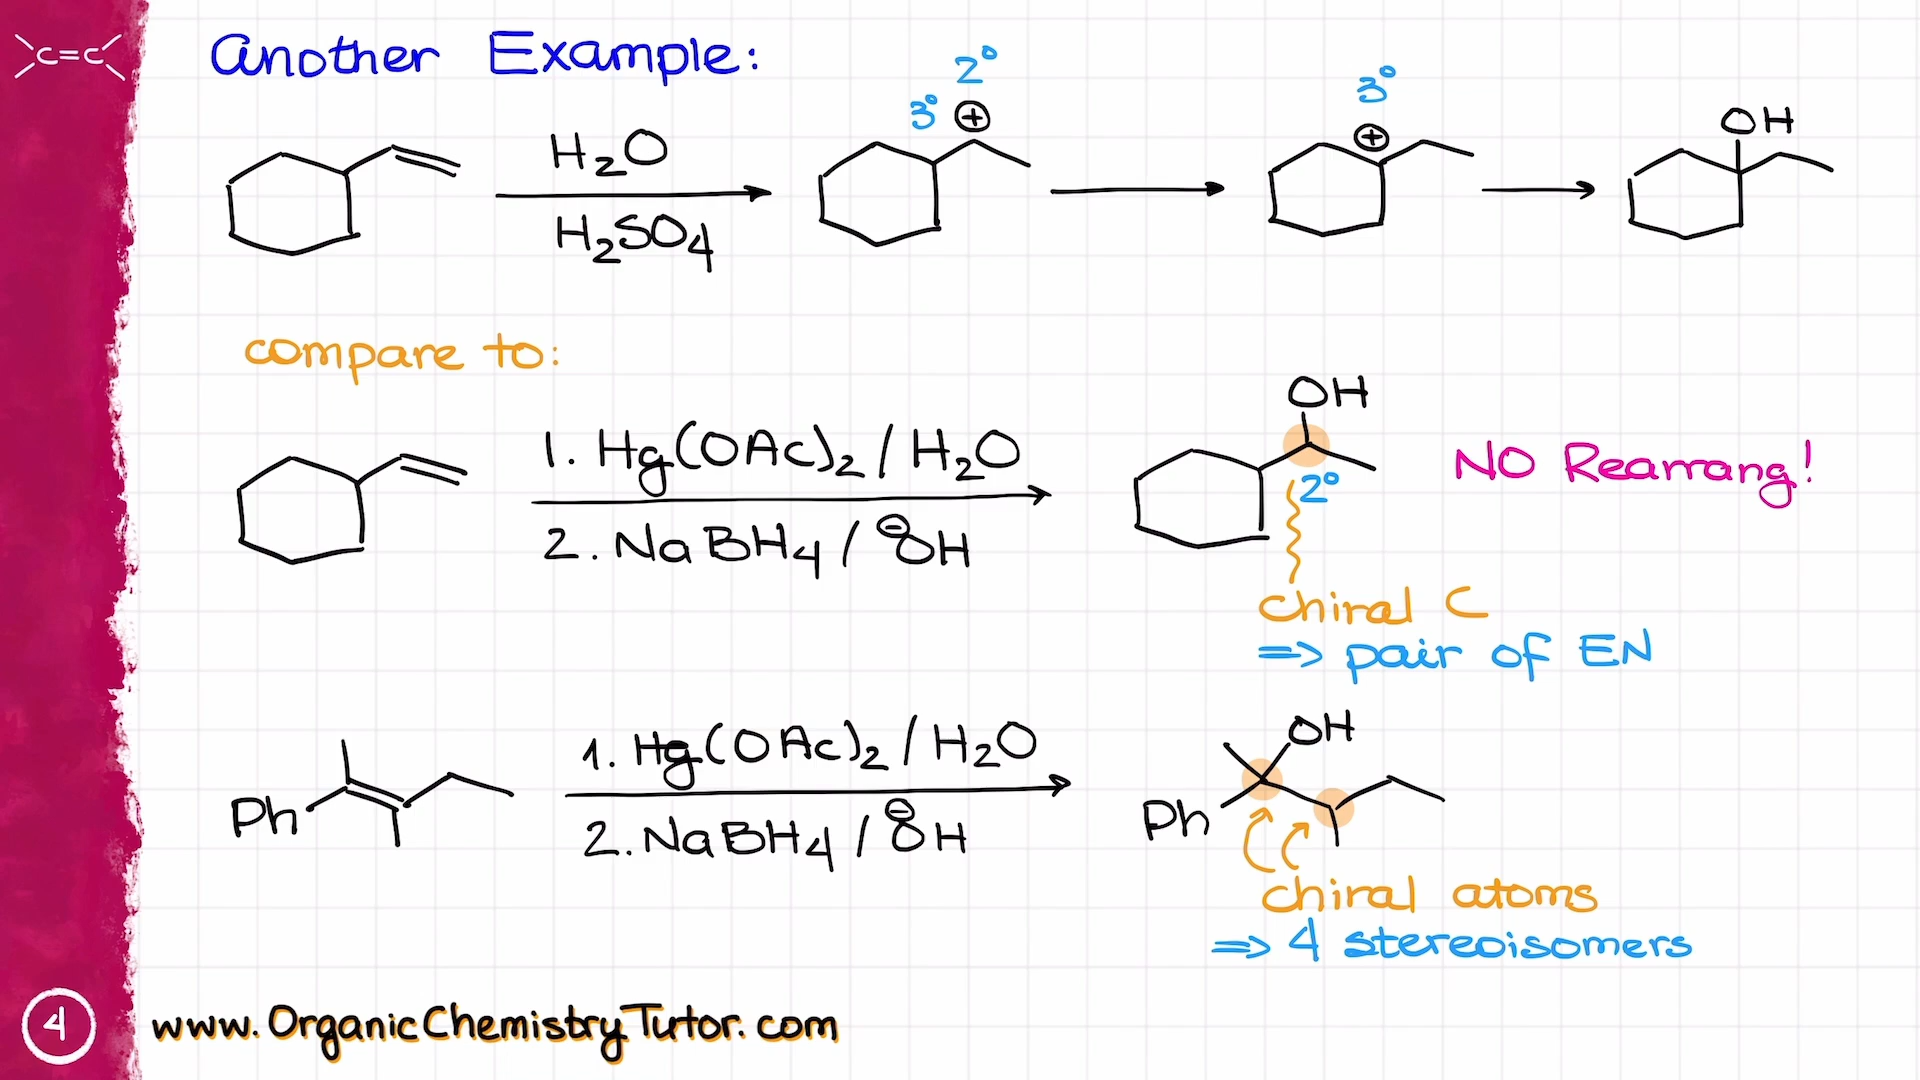 C=C
Another Example:
2°
3° ⊕
3°
⊕
OH
H₂O
H₂SO₄
compare to:
OH
1. Hg(OAc)₂ / H₂O
2. NaBH₄ / ⊖OH
2°
NO Rearrang!
chiral C
=> pair of EN
Ph
1. Hg(OAc)₂ / H₂O
2. NaBH₄ / ⊖OH
OH
Ph
chiral atoms
=> 4 stereoisomers
4
www.OrganicChemistryTutor.com